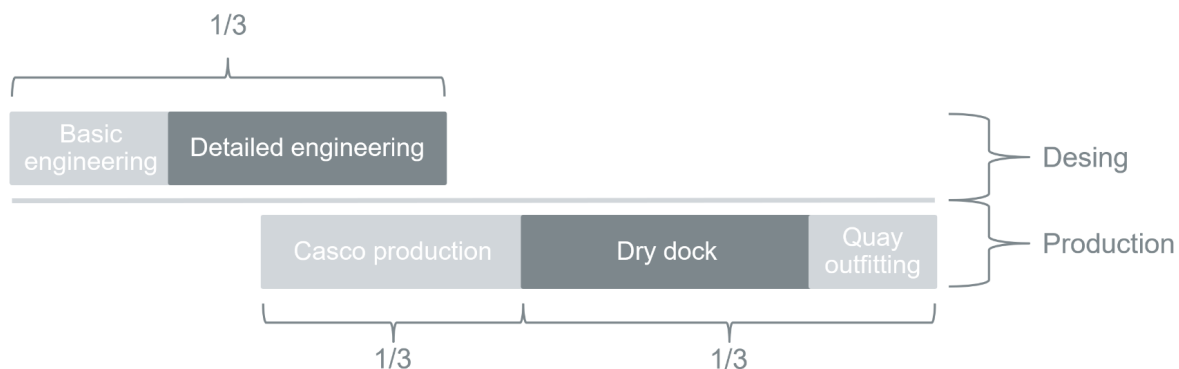 1/3
Basic
engineering
Detailed engineering
Desing
Casco production
Dry dock
Quay
outfitting
Production
1/3
1/3